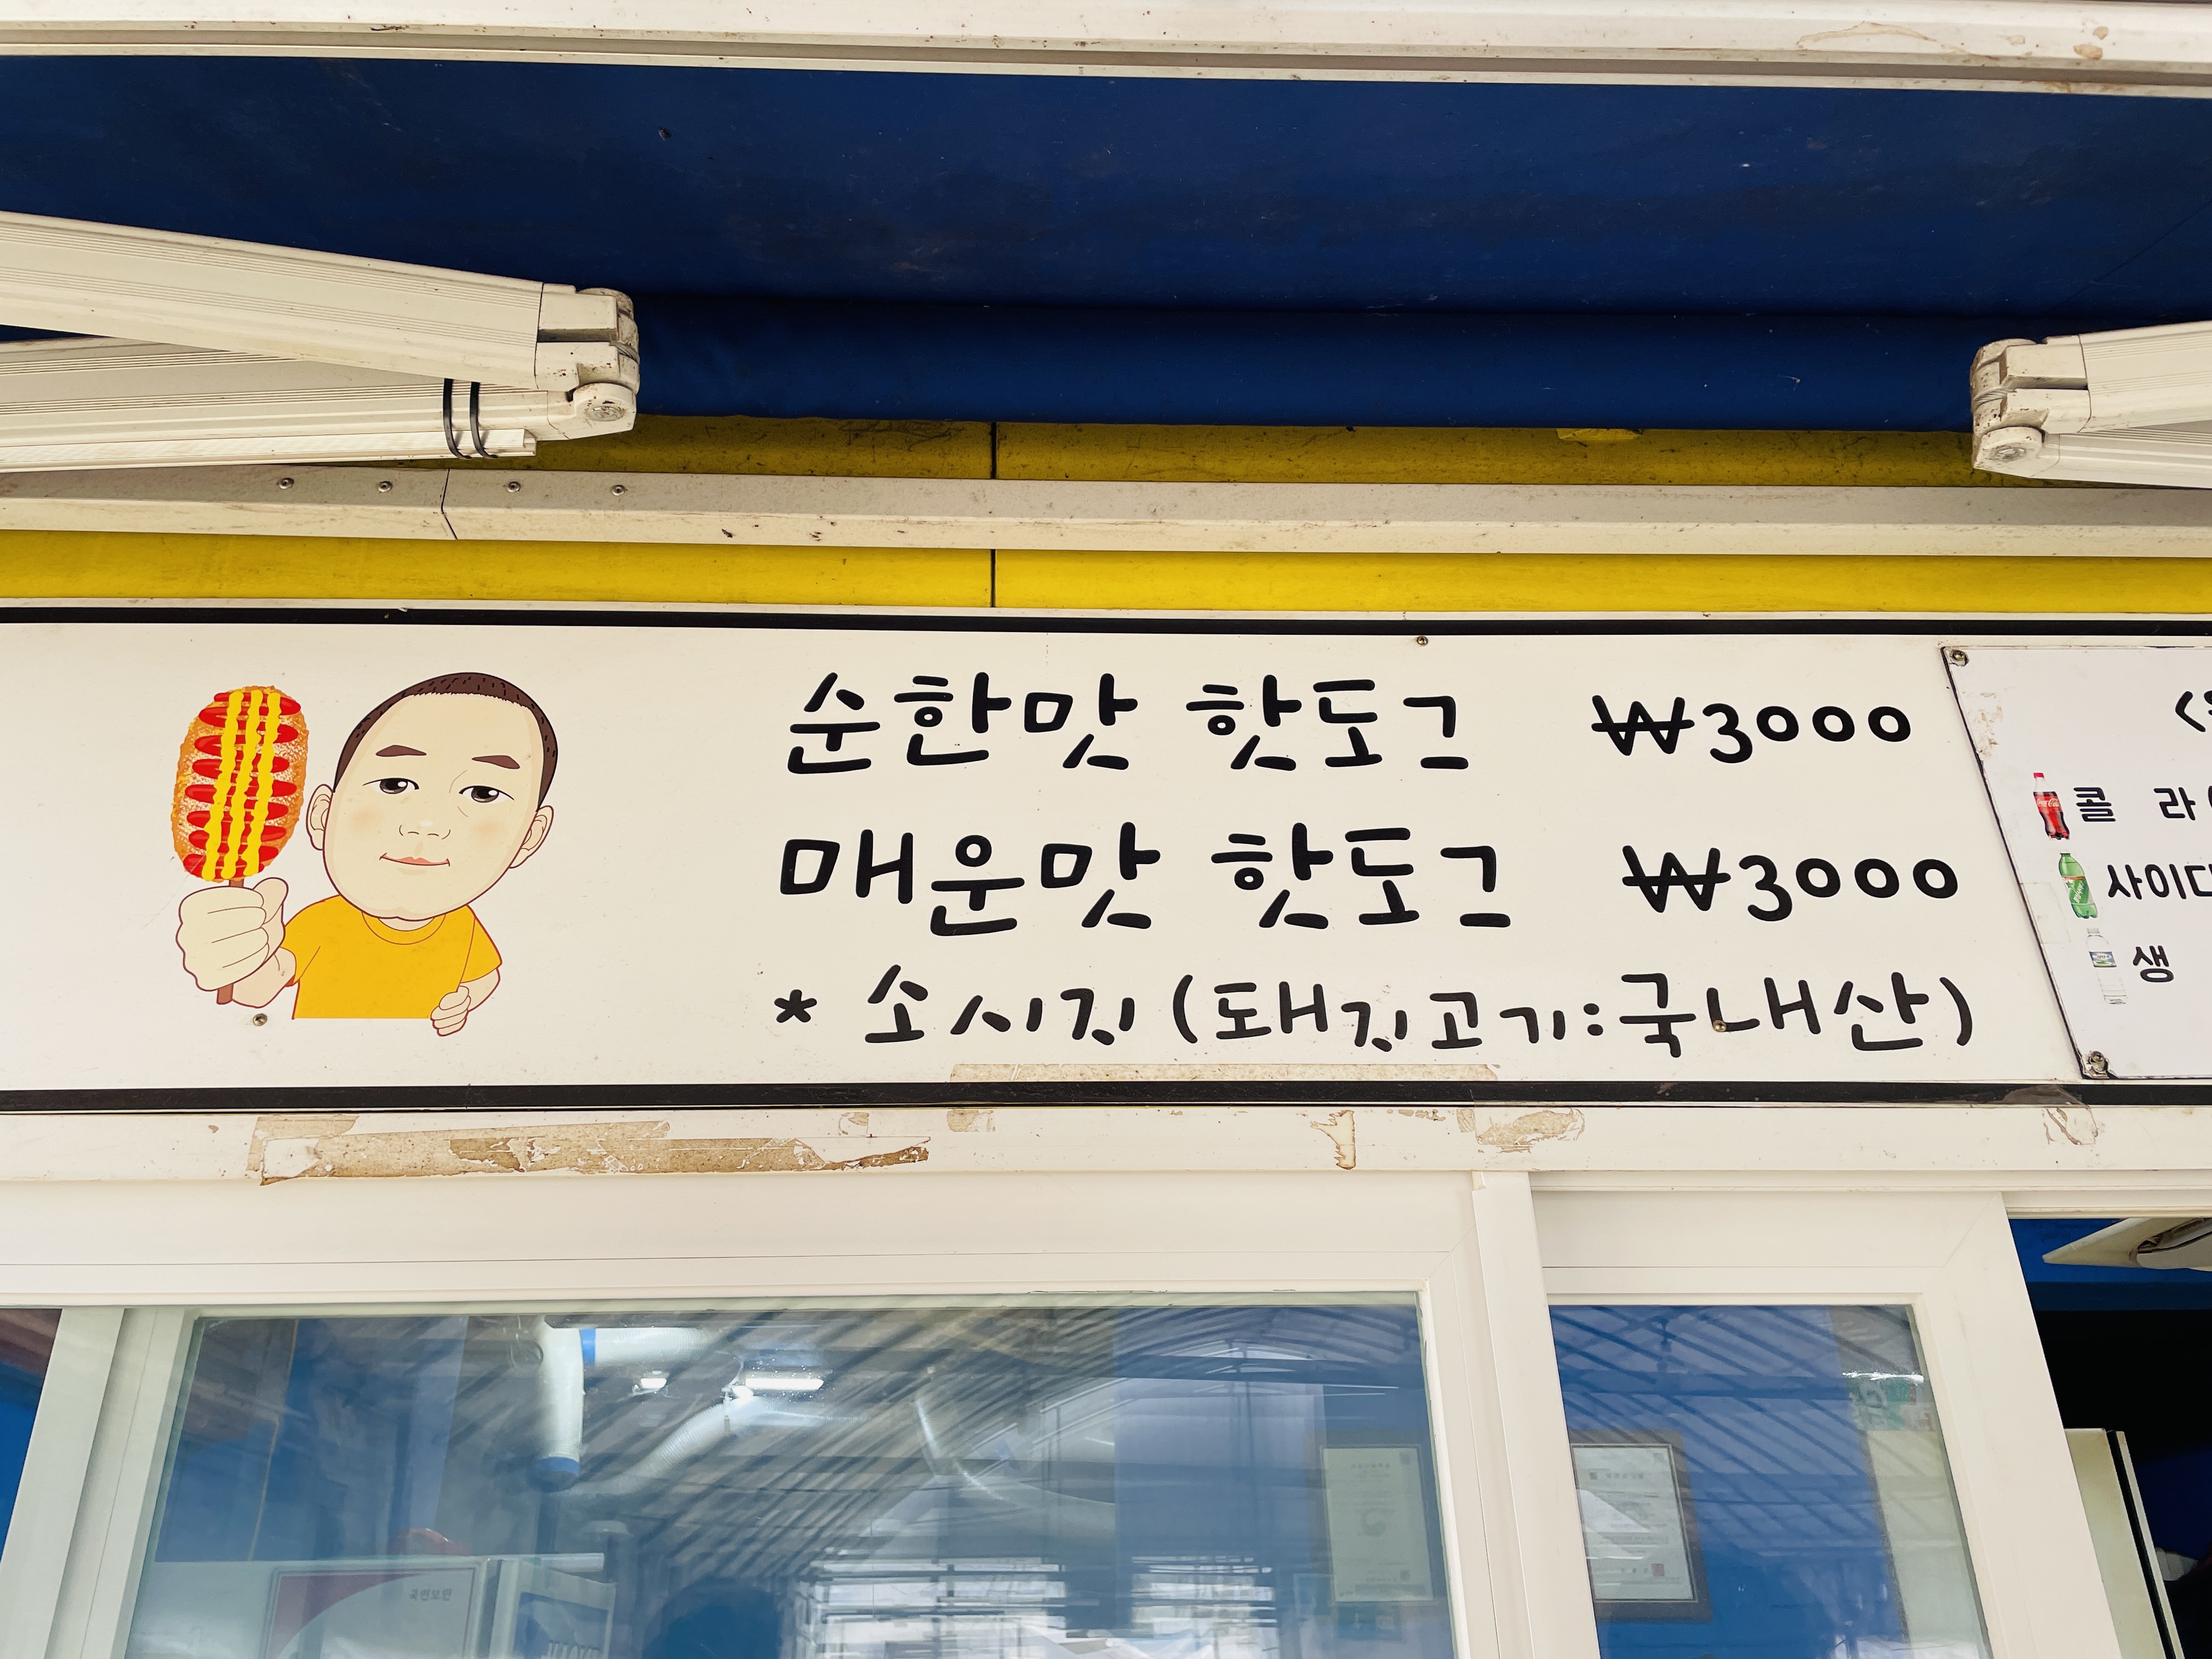 순한맛 핫도그 ₩3000
매운맛 핫도그 ₩3000
* 소시지 (돼지고기:국내산)
콜 라
사이다
생